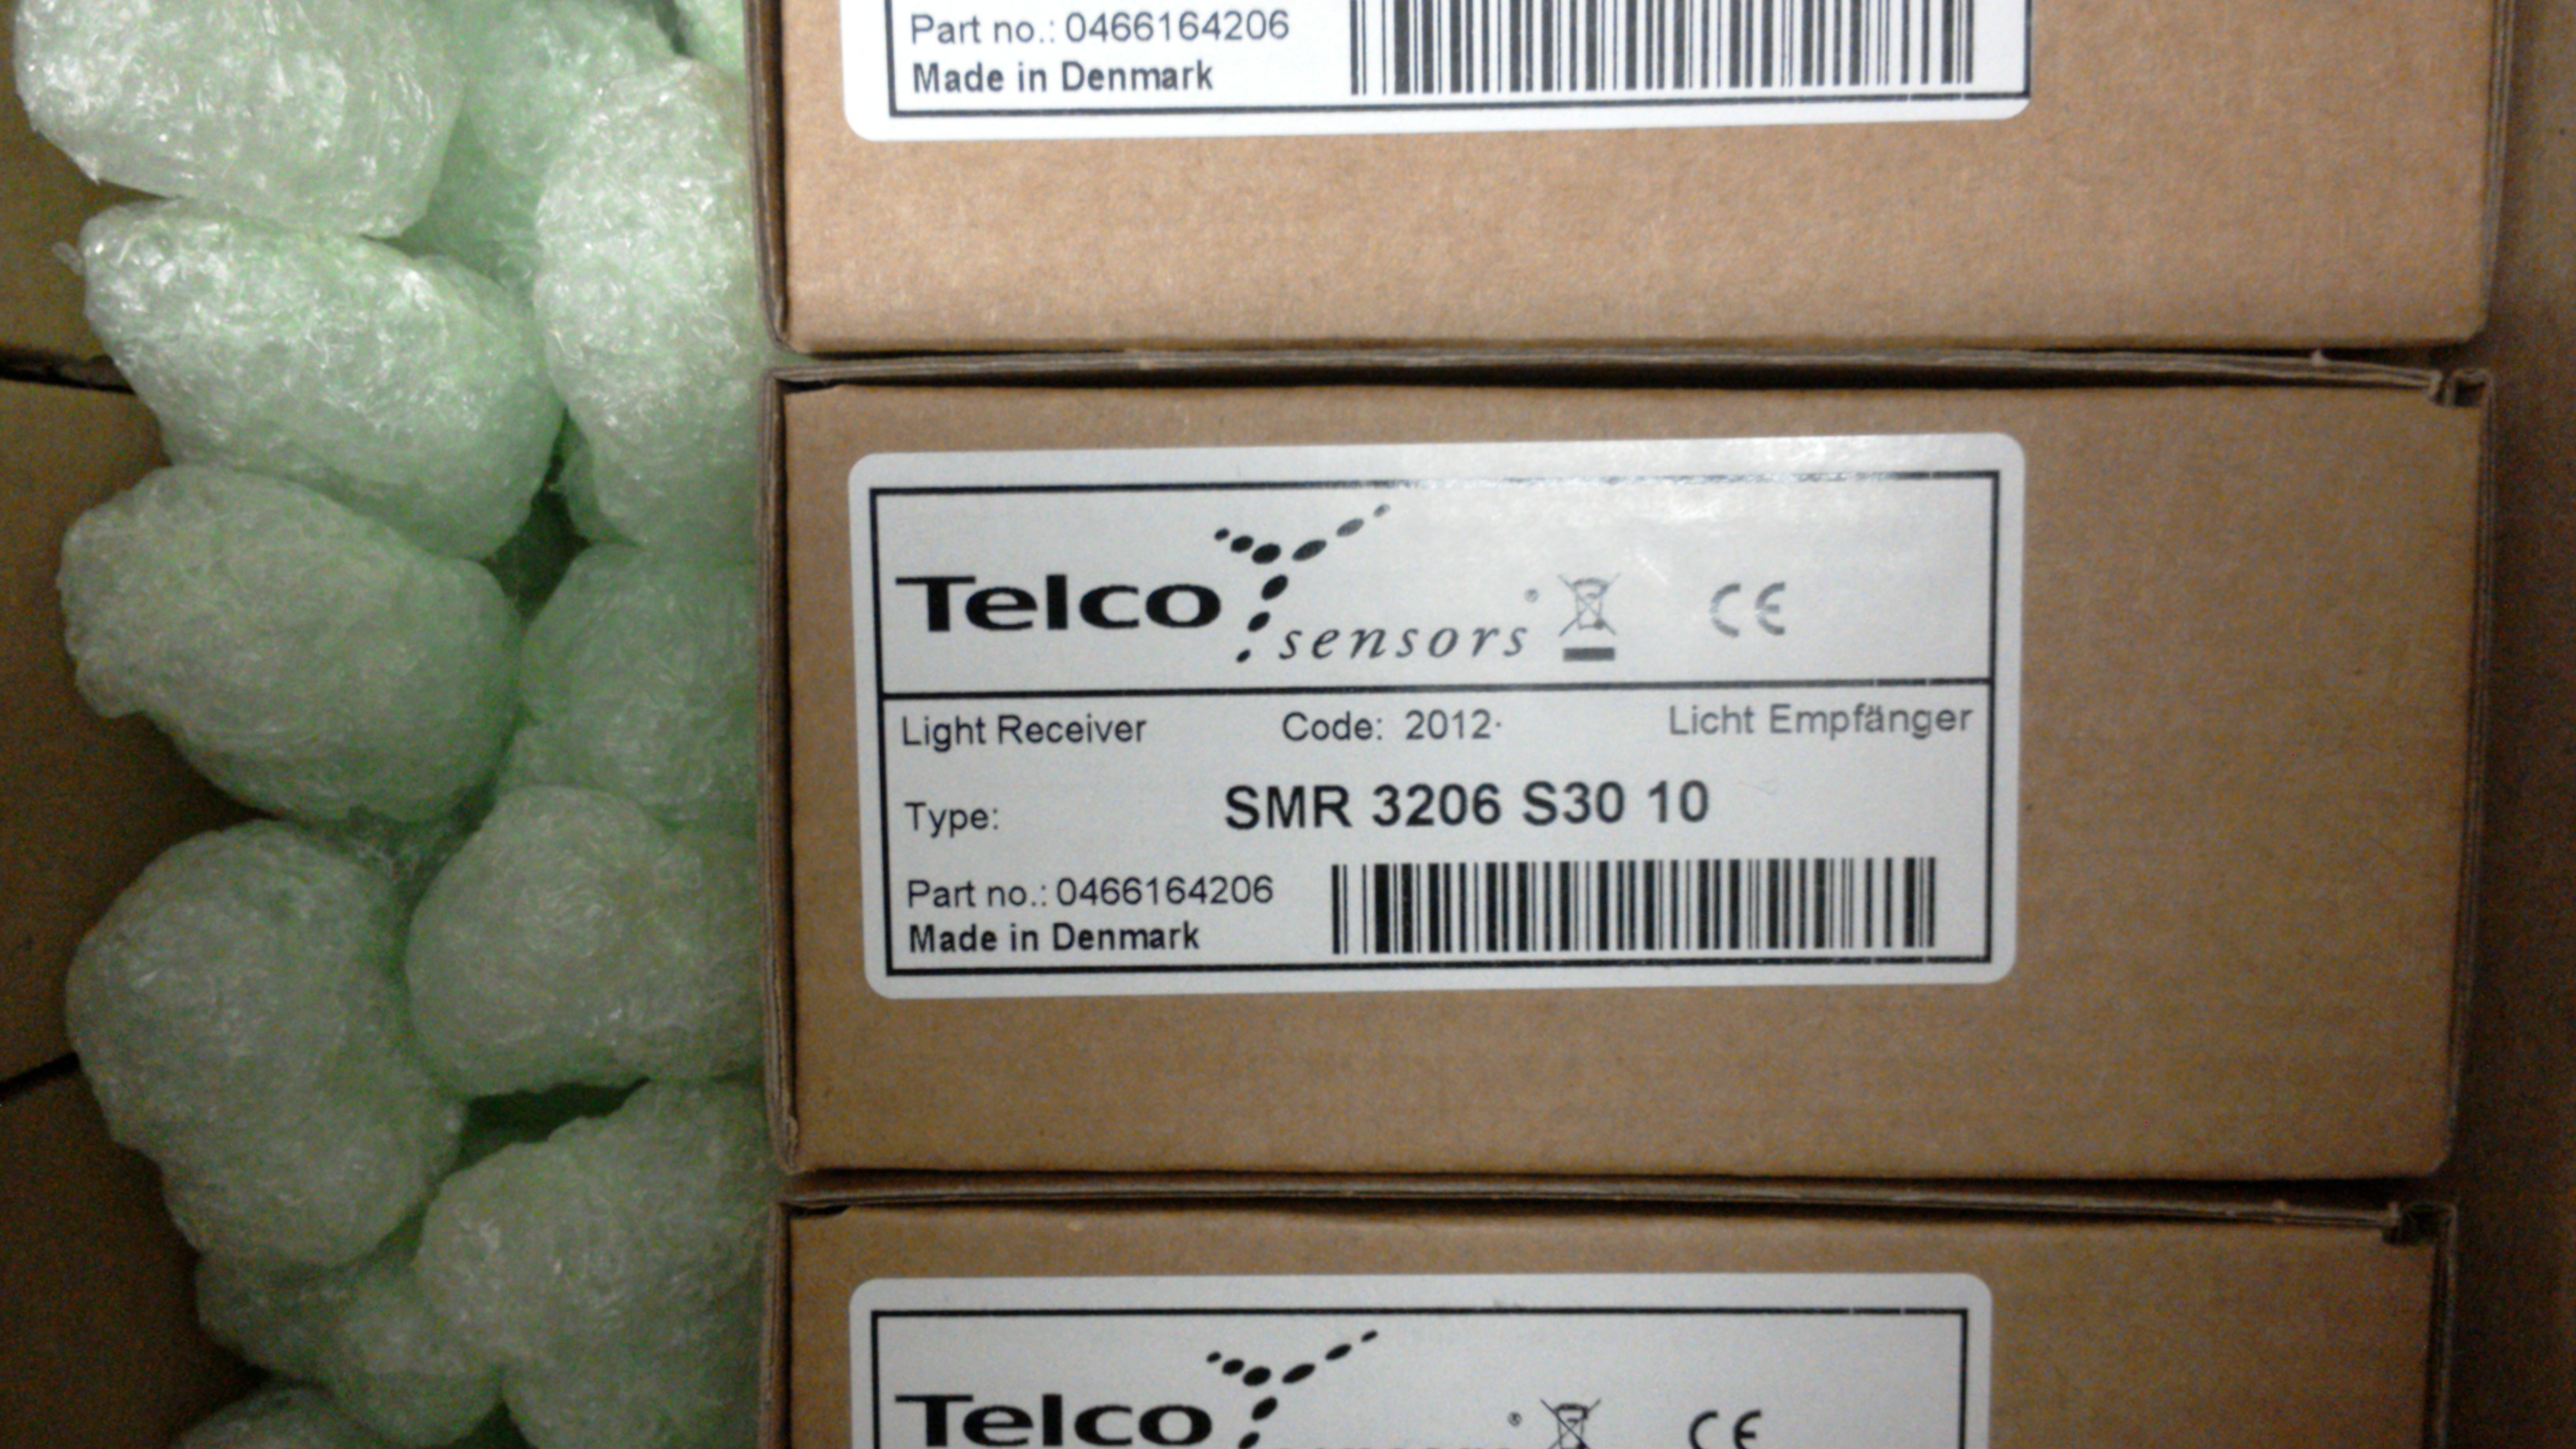 Part no.: 0466164206
Made in Denmark
Telco sensors®
CE
Light Receiver Code: 2012· Licht Empfänger
Type: SMR 3206 S30 10
Part no.: 0466164206
Made in Denmark
Telco ®
CE